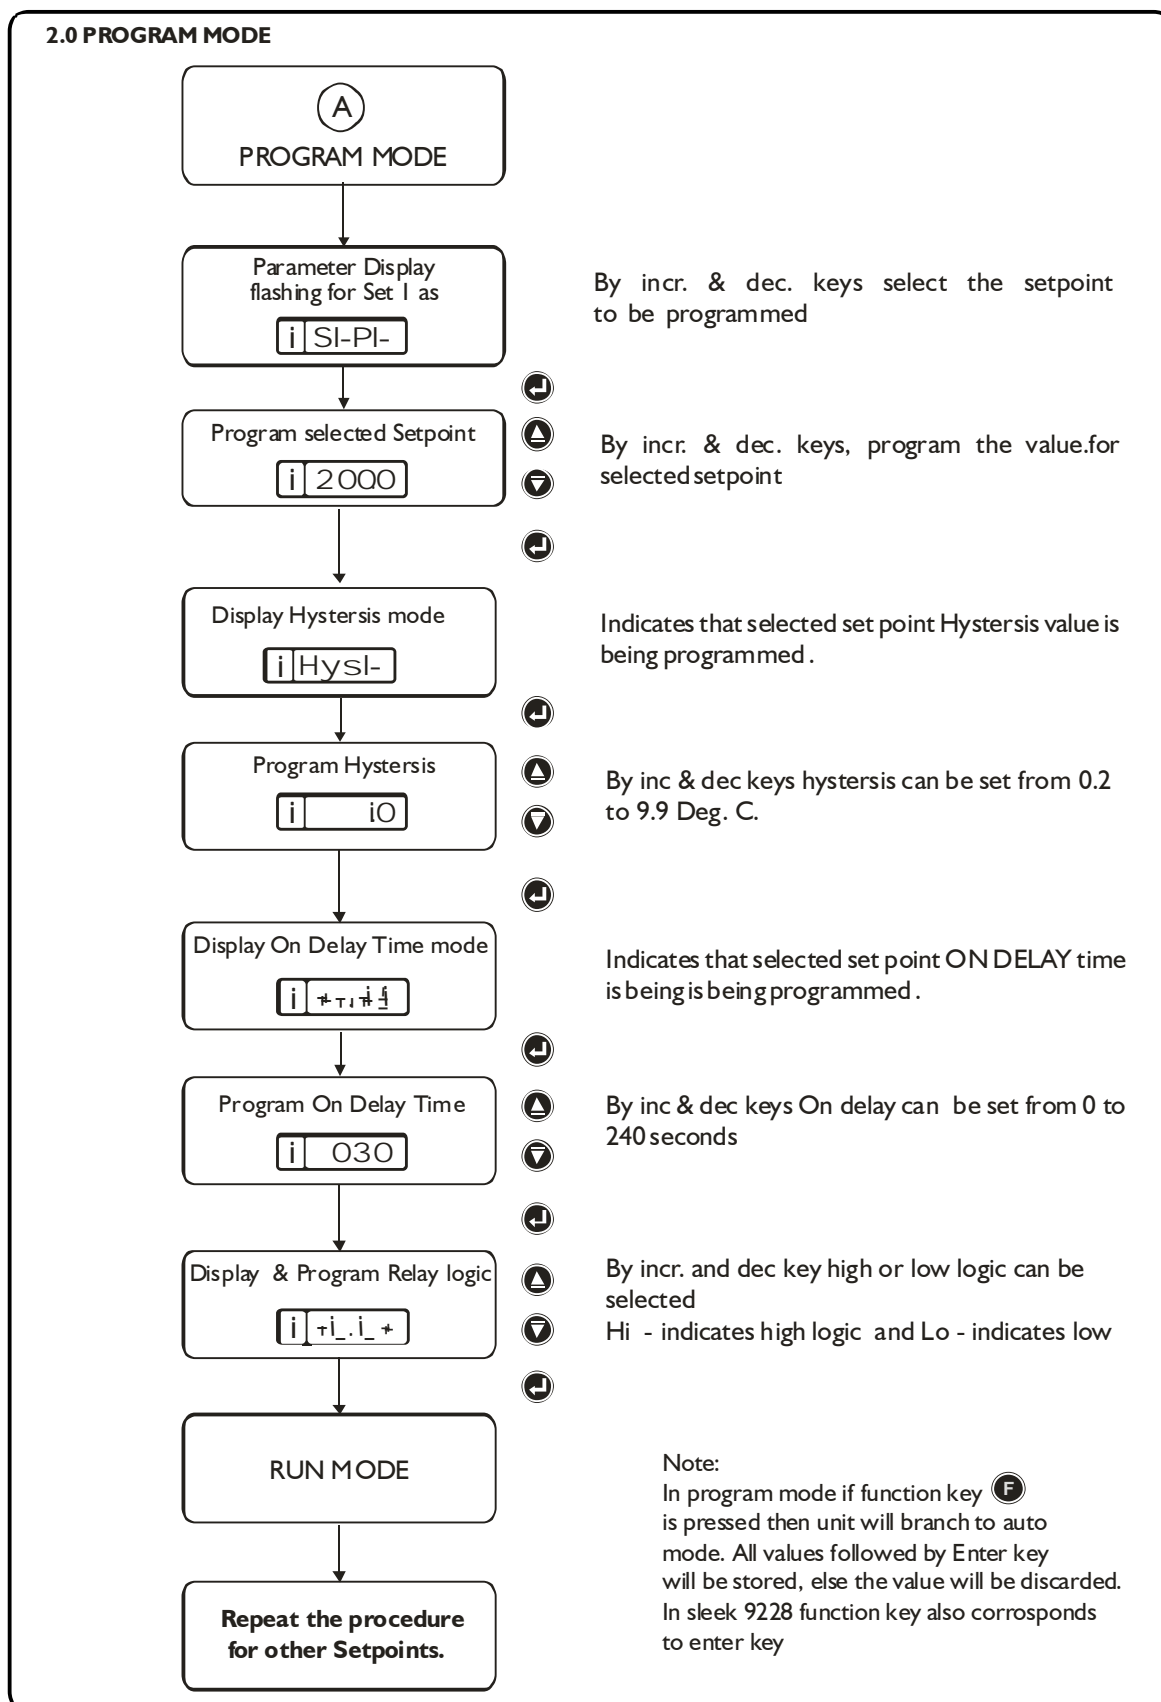 2.0 PROGRAM MODE
A
PROGRAM MODE
Parameter Display
flashing for Set 1 as
i SI-PI-
By incr. & dec. keys select the setpoint
to be programmed
Program selected Setpoint
i 2000
By incr. & dec. keys, program the value.for
selected setpoint
Display Hystersis mode
i HysI-
Indicates that selected set point Hystersis value is
being programmed .
Program Hystersis
i i0
By inc & dec keys hystersis can be set from 0.2
to 9.9 Deg. C.
Display On Delay Time mode
i
Indicates that selected set point ON DELAY time
is being is being programmed .
Program On Delay Time
i 030
By inc & dec keys On delay can be set from 0 to
240 seconds
Display & Program Relay logic
i
By incr. and dec key high or low logic can be
selected
Hi - indicates high logic and Lo - indicates low
RUN MODE
Repeat the procedure
for other Setpoints.
Note:
In program mode if function key F
is pressed then unit will branch to auto
mode. All values followed by Enter key
will be stored, else the value will be discarded.
In sleek 9228 function key also corrosponds
to enter key